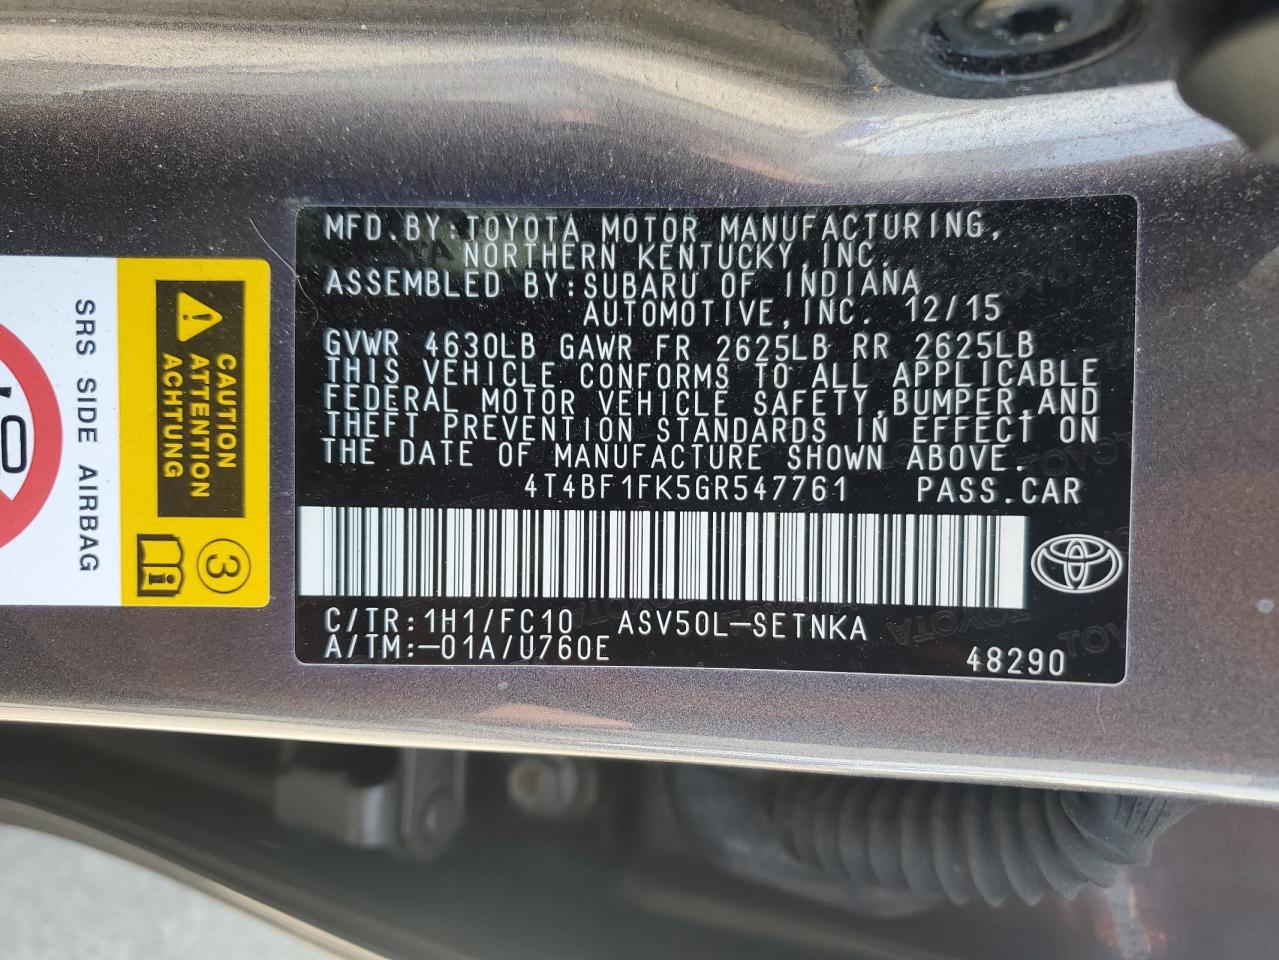 MFD.BY:TOYOTA MOTOR MANUFACTURING,
NORTHERN KENTUCKY,INC.
ASSEMBLED BY:SUBARU OF INDIANA
AUTOMOTIVE,INC. 12/15
GVWR 4630LB GAWR FR 2625LB RR 2625LB
THIS VEHICLE CONFORMS TO ALL APPLICABLE
FEDERAL MOTOR VEHICLE SAFETY,BUMPER,AND
THEFT PREVENTION STANDARDS IN EFFECT ON
THE DATE OF MANUFACTURE SHOWN ABOVE.
4T4BF1FK5GR547761 PASS.CAR
C/TR:1H1/FC10 ASV50L-SETNKA
A/TM:-01A/U760E
48290
CAUTION
ATTENTION
ACHTUNG
3
SRS SIDE AIRBAG